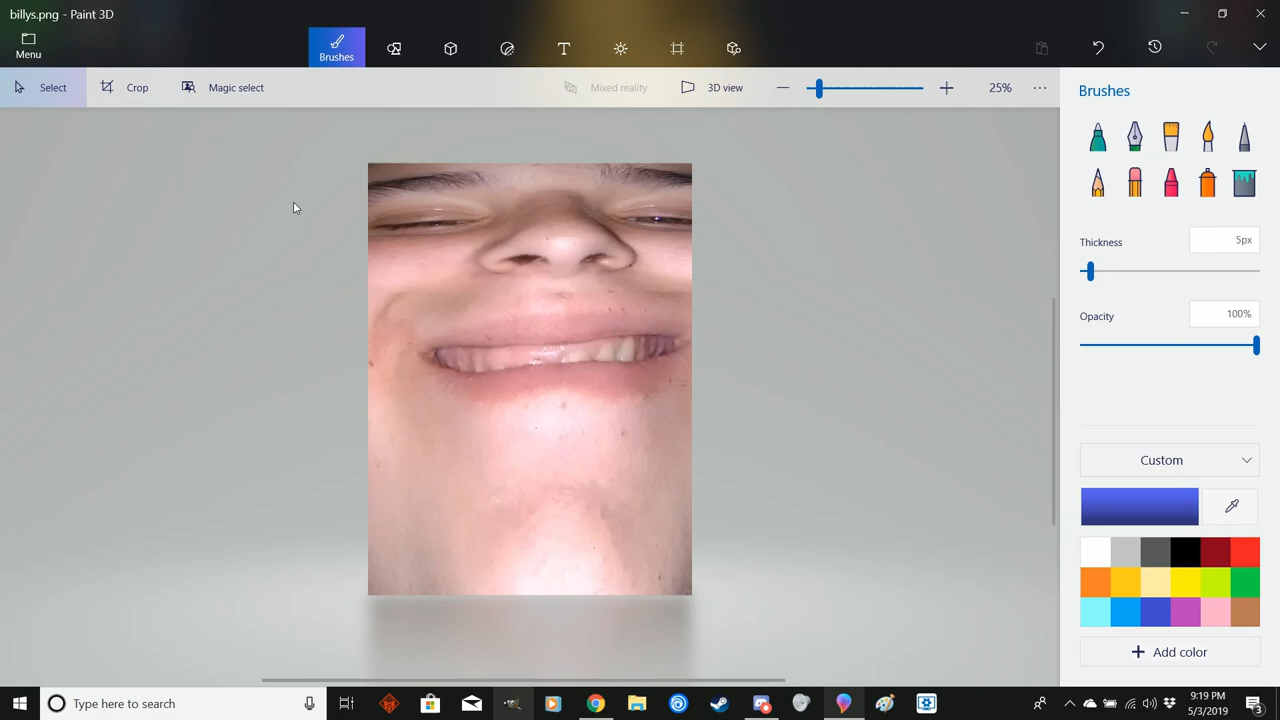 billys.png - Paint 3D
Menu
Brushes
Select
Crop
Magic select
Mixed reality
3D view
25%
Brushes
Thickness
5px
Opacity
100%
Custom
Add color
Type here to search
9:19 PM
5/3/2019
3